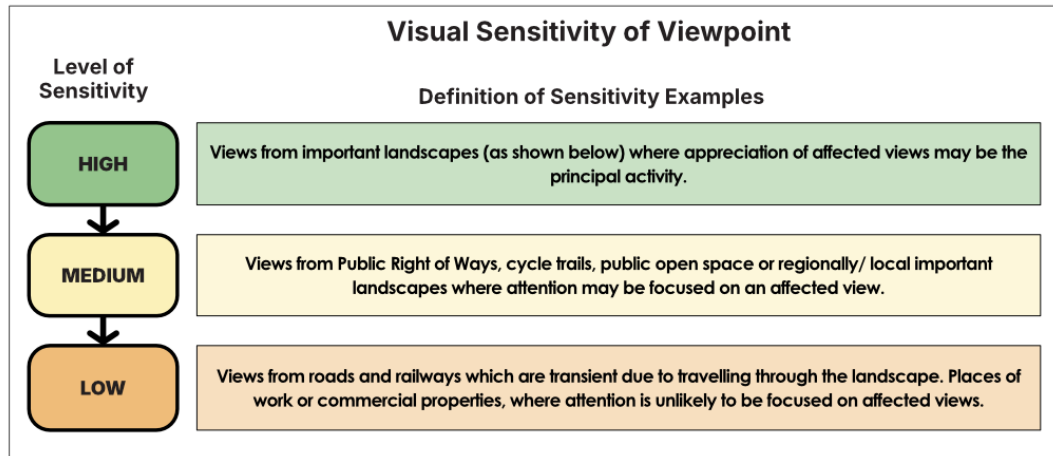 Visual Sensitivity of Viewpoint
Level of
Sensitivity
Definition of Sensitivity Examples
HIGH
Views from important landscapes (as shown below) where appreciation of affected views may be the
principal activity.
MEDIUM
Views from Public Right of Ways, cycle trails, public open space or regionally/ local important
landscapes where attention may be focused on an affected view.
LOW
Views from roads and railways which are transient due to travelling through the landscape. Places of
work or commercial properties, where attention is unlikely to be focused on affected views.